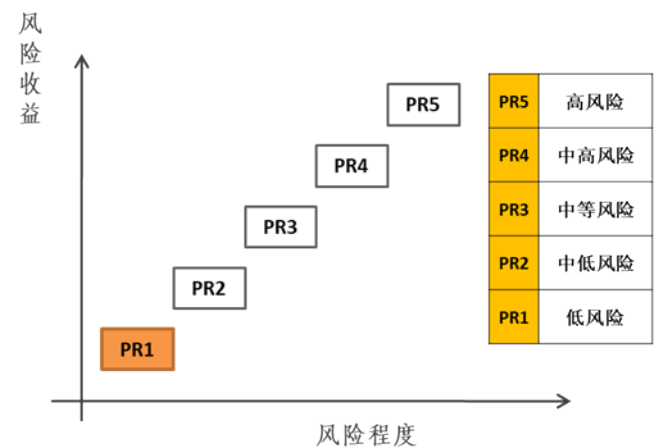 风险收益
PR5
PR4
PR3
PR2
PR1
风险程度
PR5 高风险
PR4 中高风险
PR3 中等风险
PR2 中低风险
PR1 低风险